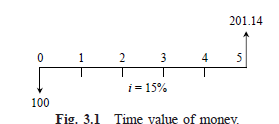 201.14
0 1 2 3 4 5
i = 15%
100
Fig. 3.1 Time value of money.